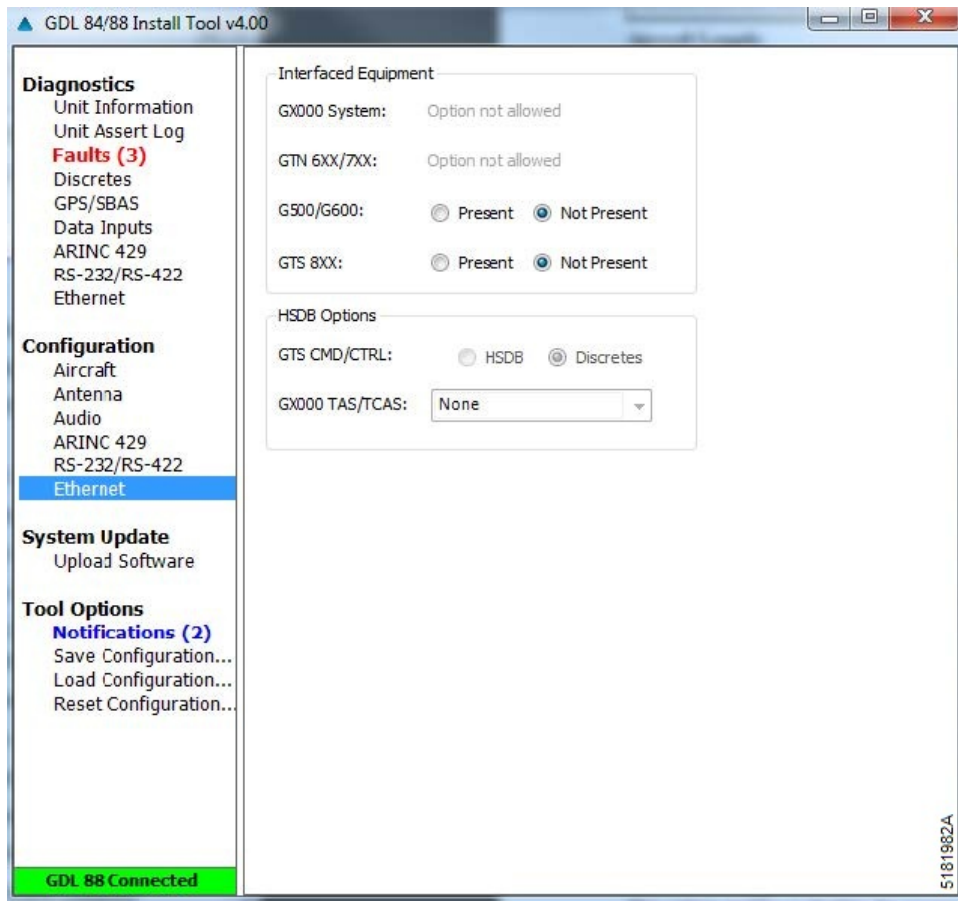 GDL 84/88 Install Tool v4.00
Diagnostics
Unit Information
Unit Assert Log
Faults (3)
Discretes
GPS/SBAS
Data Inputs
ARINC 429
RS-232/RS-422
Ethernet
Configuration
Aircraft
Antenna
Audio
ARINC 429
RS-232/RS-422
Ethernet
System Update
Upload Software
Tool Options
Notifications (2)
Save Configuration...
Load Configuration...
Reset Configuration...
GDL 88 Connected
Interfaced Equipment
GX000 System: Option not allowed
GTN 6XX/7XX: Option not allowed
G500/G600: Present Not Present
GTS 8XX: Present Not Present
HSDB Options
GTS CMD/CTRL: HSDB Discretes
GX000 TAS/TCAS: None
5181982A